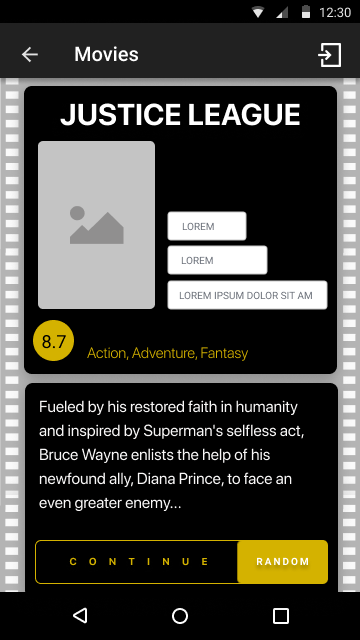 12:30
Movies
JUSTICE LEAGUE
LOREM
LOREM
LOREM IPSUM DOLOR SIT AM
8.7
Action, Adventure, Fantasy
Fueled by his restored faith in humanity
and inspired by Superman's selfless act,
Bruce Wayne enlists the help of his
newfound ally, Diana Prince, to face an
even greater enemy...
CONTINUE RANDOM